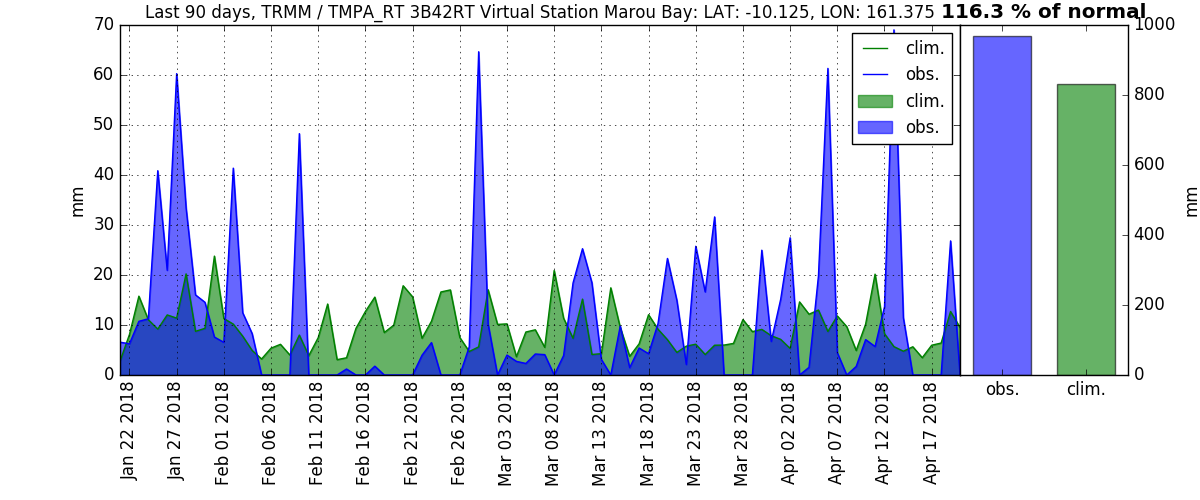 Last 90 days, TRMM / TMPA_RT 3B42RT Virtual Station Marou Bay: LAT: -10.125, LON: 161.375 116.3 % of normal
70
60
50
40
30
20
10
0
mm
clim.
obs.
clim.
obs.
1000
800
600
400
200
0
mm
obs.
clim.
Jan 22 2018
Jan 27 2018
Feb 01 2018
Feb 06 2018
Feb 11 2018
Feb 16 2018
Feb 21 2018
Feb 26 2018
Mar 03 2018
Mar 08 2018
Mar 13 2018
Mar 18 2018
Mar 23 2018
Mar 28 2018
Apr 02 2018
Apr 07 2018
Apr 12 2018
Apr 17 2018